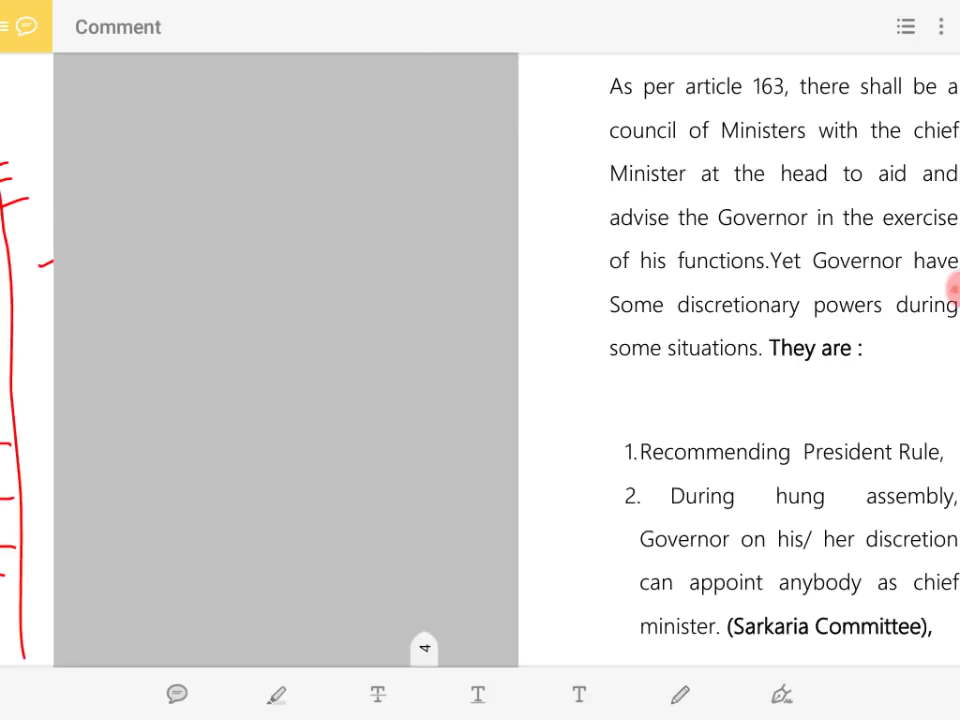 Comment
As per article 163, there shall be a
council of Ministers with the chief
Minister at the head to aid and
advise the Governor in the exercise
of his functions.Yet Governor have
Some discretionary powers during
some situations. They are :
1.Recommending President Rule,
2. During hung assembly,
Governor on his/ her discretion
can appoint anybody as chief
minister. (Sarkaria Committee),
4
T
T
T